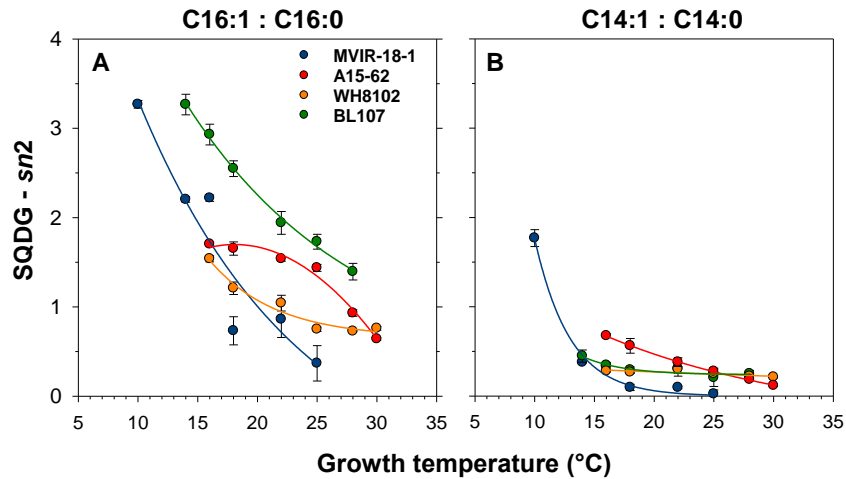 C16:1 : C16:0
C14:1 : C14:0
A
MVIR-18-1
A15-62
WH8102
BL107
B
SQDG - sn2
4
3
2
1
0
5 10 15 20 25 30 35
5 10 15 20 25 30 35
Growth temperature (°C)